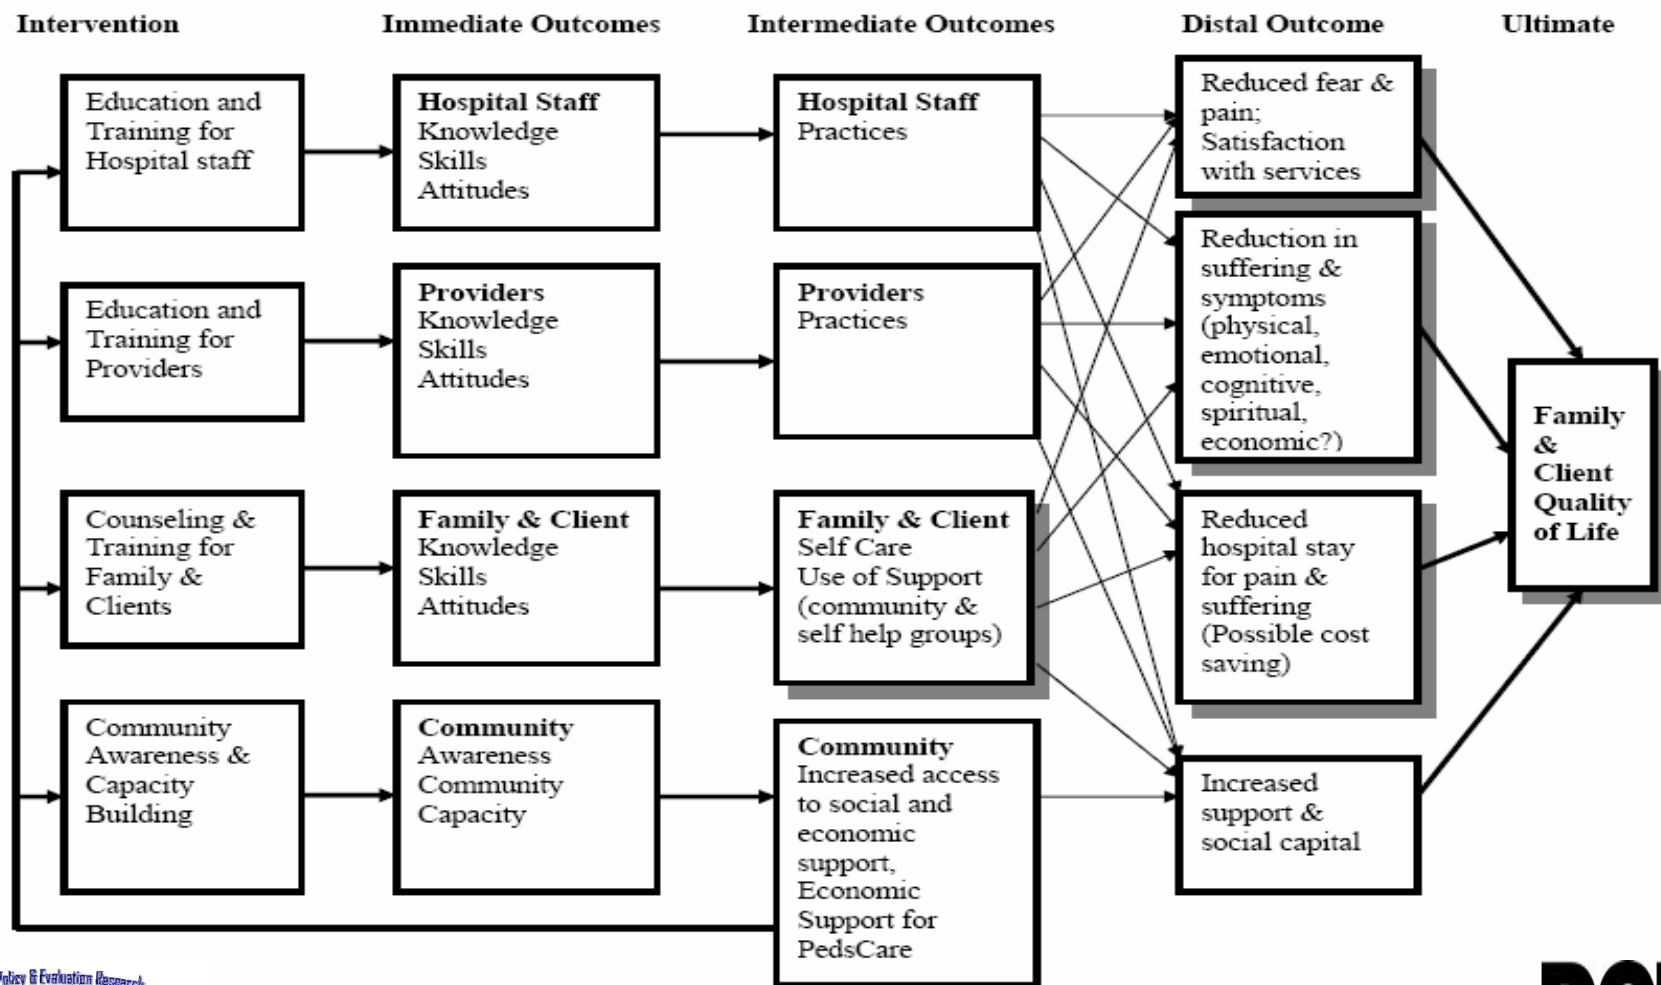 Intervention
Immediate Outcomes
Intermediate Outcomes
Distal Outcome
Ultimate
Education and
Training for
Hospital staff
Hospital Staff
Knowledge
Skills
Attitudes
Hospital Staff
Practices
Reduced fear &
pain;
Satisfaction
with services
Education and
Training for
Providers
Providers
Knowledge
Skills
Attitudes
Providers
Practices
Reduction in
suffering &
symptoms
(physical,
emotional,
cognitive,
spiritual,
economic?)
Counseling &
Training for
Family &
Clients
Family & Client
Knowledge
Skills
Attitudes
Family & Client
Self Care
Use of Support
(community &
self help groups)
Reduced
hospital stay
for pain &
suffering
(Possible cost
saving)
Community
Awareness &
Capacity
Building
Community
Awareness
Community
Capacity
Community
Increased access
to social and
economic
support,
Economic
Support for
PedsCare
Increased
support &
social capital
Family
&
Client
Quality
of Life
Policy & Evaluation Research